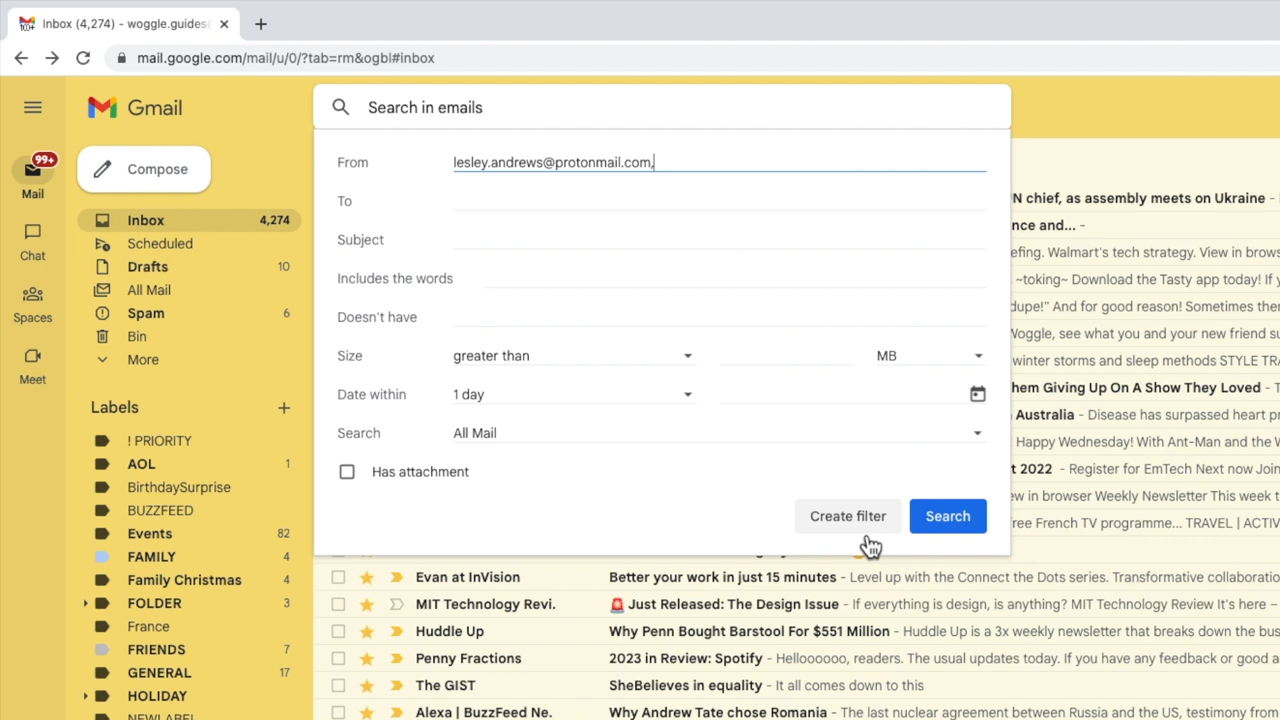 Inbox (4,274) - woggle.guides
mail.google.com/mail/u/0/?tab=rm&ogbl#inbox
Gmail
Search in emails
99+
Mail
Compose
Chat
Spaces
Meet
Inbox 4,274
Scheduled
Drafts 10
All Mail
Spam 6
Bin
More
Labels
! PRIORITY
AOL 1
BirthdaySurprise
BUZZFEED
Events 82
FAMILY 4
Family Christmas 4
FOLDER 3
France
FRIENDS 7
GENERAL 17
HOLIDAY
NEWLABEL
From lesley.andrews@protonmail.com,
To
Subject
Includes the words
Doesn't have
Size greater than MB
Date within 1 day
Search All Mail
Has attachment
Create filter Search
N chief, as assembly meets on Ukraine -
nce and... -
efing. Walmart's tech strategy. View in brows
~toking~ Download the Tasty app today! If y
dupe!" And for good reason! Sometimes then
Woggle, see what you and your new friend su
winter storms and sleep methods STYLE TRA
hem Giving Up On A Show They Loved - T
Australia - Disease has surpassed heart pr
Happy Wednesday! With Ant-Man and the W
t 2022 - Register for EmTech Next now Join
ew in browser Weekly Newsletter This week t
ree French TV programme... TRAVEL | ACTIV
Evan at InVision Better your work in just 15 minutes - Level up with the Connect the Dots series. Transformative collaboratio
MIT Technology Revi. 🚨 Just Released: The Design Issue - If everything is design, is anything? MIT Technology Review It's here –
Huddle Up Why Penn Bought Barstool For $551 Million - Huddle Up is a 3x weekly newsletter that breaks down the bus
Penny Fractions 2023 in Review: Spotify - Helloooooo, readers. The usual updates today. If you have any feedback or good a
The GIST SheBelieves in equality - It all comes down to this
Alexa | BuzzFeed Ne. Why Andrew Tate chose Romania - The last nuclear agreement between Russia and the US, testimony from